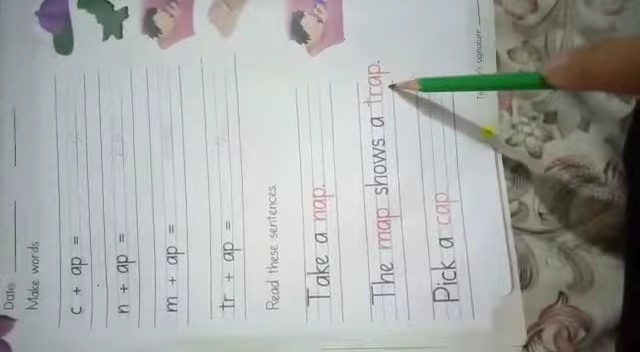 Date
Make words
c + ap =
n + ap =
m + ap =
tr + ap =
Read these sentences
Take a nap.
The map shows a trap.
Pick a cap
signature